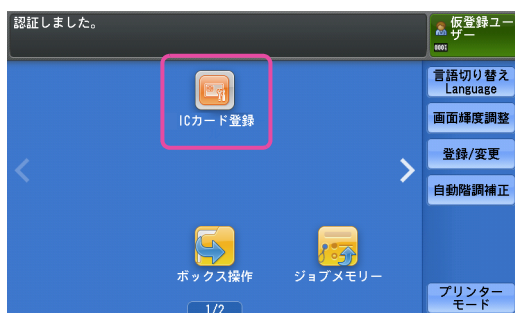 認証しました。
仮登録ユー
ザー
0001
言語切り替え
Language
ICカード登録
画面輝度調整
登録/変更
自動階調補正
ボックス操作
ジョブメモリー
プリンター
モード
1/2